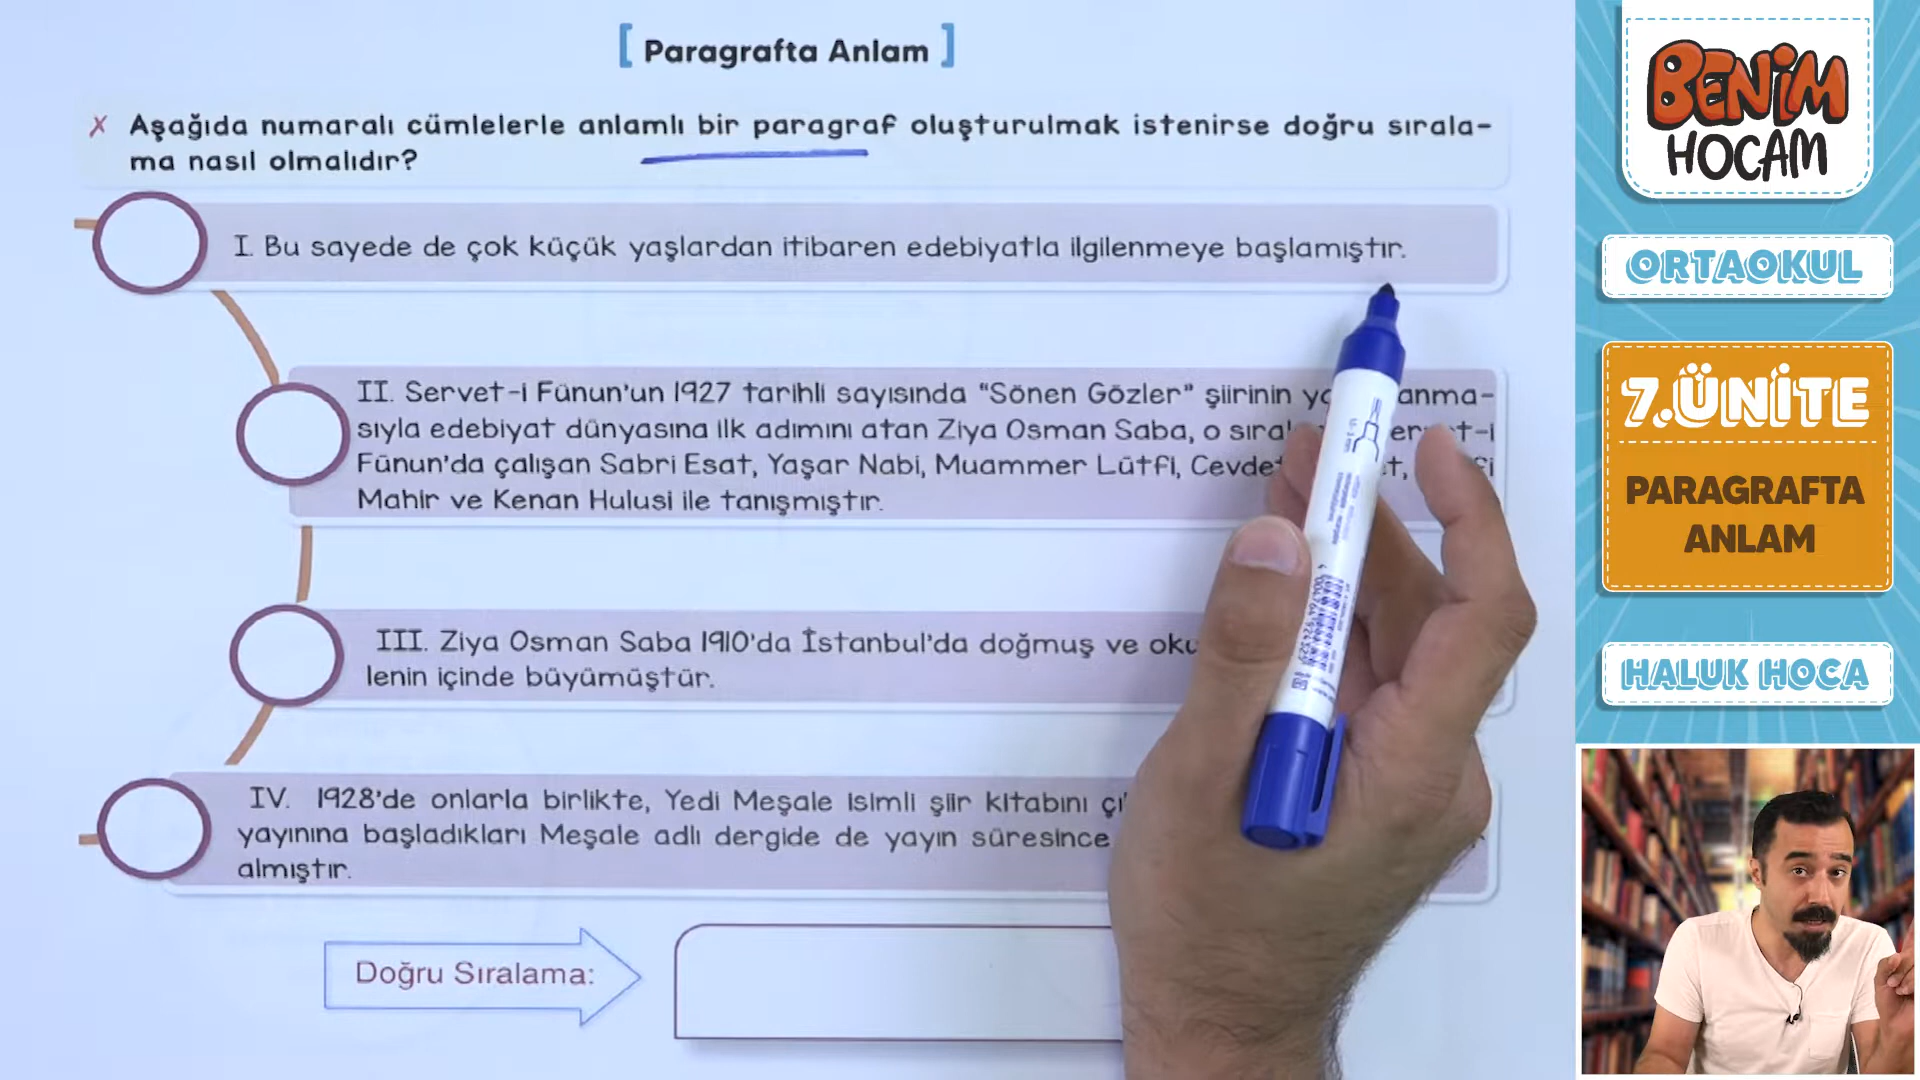 [ Paragrafta Anlam ]
✗ Aşağıda numaralı cümlelerle anlamlı bir paragraf oluşturulmak istenirse doğru sırala-
ma nasıl olmalıdır?
I. Bu sayede de çok küçük yaşlardan itibaren edebiyatla ilgilenmeye başlamıştır.
II. Servet-i Fünun'un 1927 tarihli sayısında "Sönen Gözler" şiirinin
sıyla edebiyat dünyasına ilk adımını atan Ziya Osman Saba, o
Fünun'da çalışan Sabri Esat, Yaşar Nabi, Muammer Lütfi,
Mahir ve Kenan Hulusi ile tanışmıştır.
III. Ziya Osman Saba 1910'da İstanbul'da doğmuş ve
lenin içinde büyümüştür.
IV. 1928'de onlarla birlikte, Yedi Meşale isimli şiir kitabını
yayınına başladıkları Meşale adlı dergide de yayın süresince
almıştır.
Doğru Sıralama:
BENİM
HOCAM
ORTAOKUL
7.ÜNİTE
PARAGRAFTA
ANLAM
HALUK HOCA